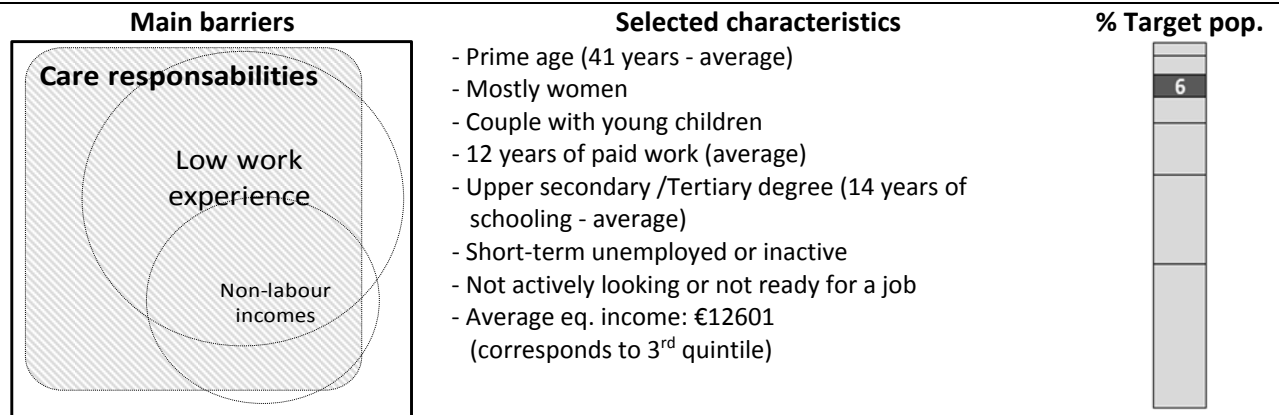 Main barriers
Care responsabilities
Low work
experience
Non-labour
incomes
Selected characteristics
- Prime age (41 years - average)
- Mostly women
- Couple with young children
- 12 years of paid work (average)
- Upper secondary /Tertiary degree (14 years of
schooling - average)
- Short-term unemployed or inactive
- Not actively looking or not ready for a job
- Average eq. income: €12601
(corresponds to 3rd quintile)
% Target pop.
6